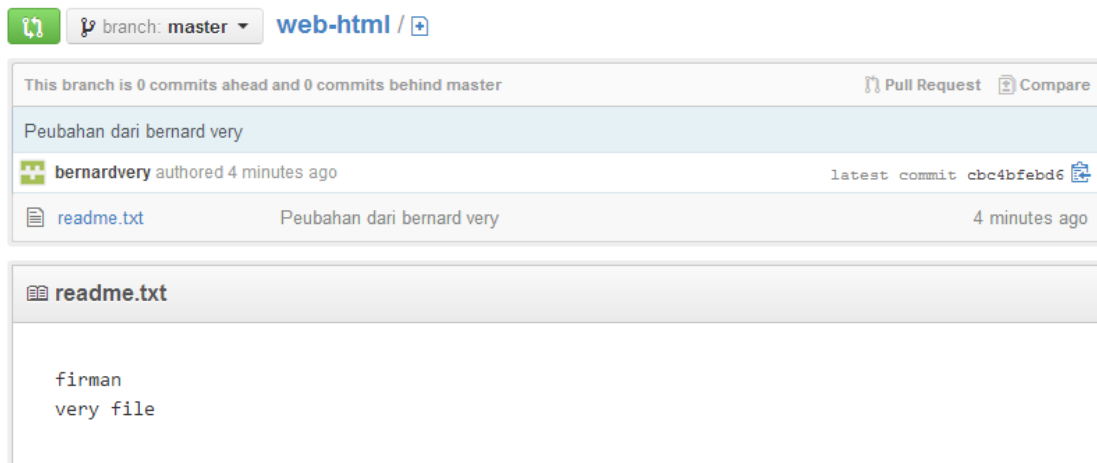 branch: master web-html /
This branch is 0 commits ahead and 0 commits behind master Pull Request Compare
Peubahan dari bernard very
bernardvery authored 4 minutes ago latest commit cbc4bfebd6
readme.txt Peubahan dari bernard very 4 minutes ago
readme.txt
firman
very file